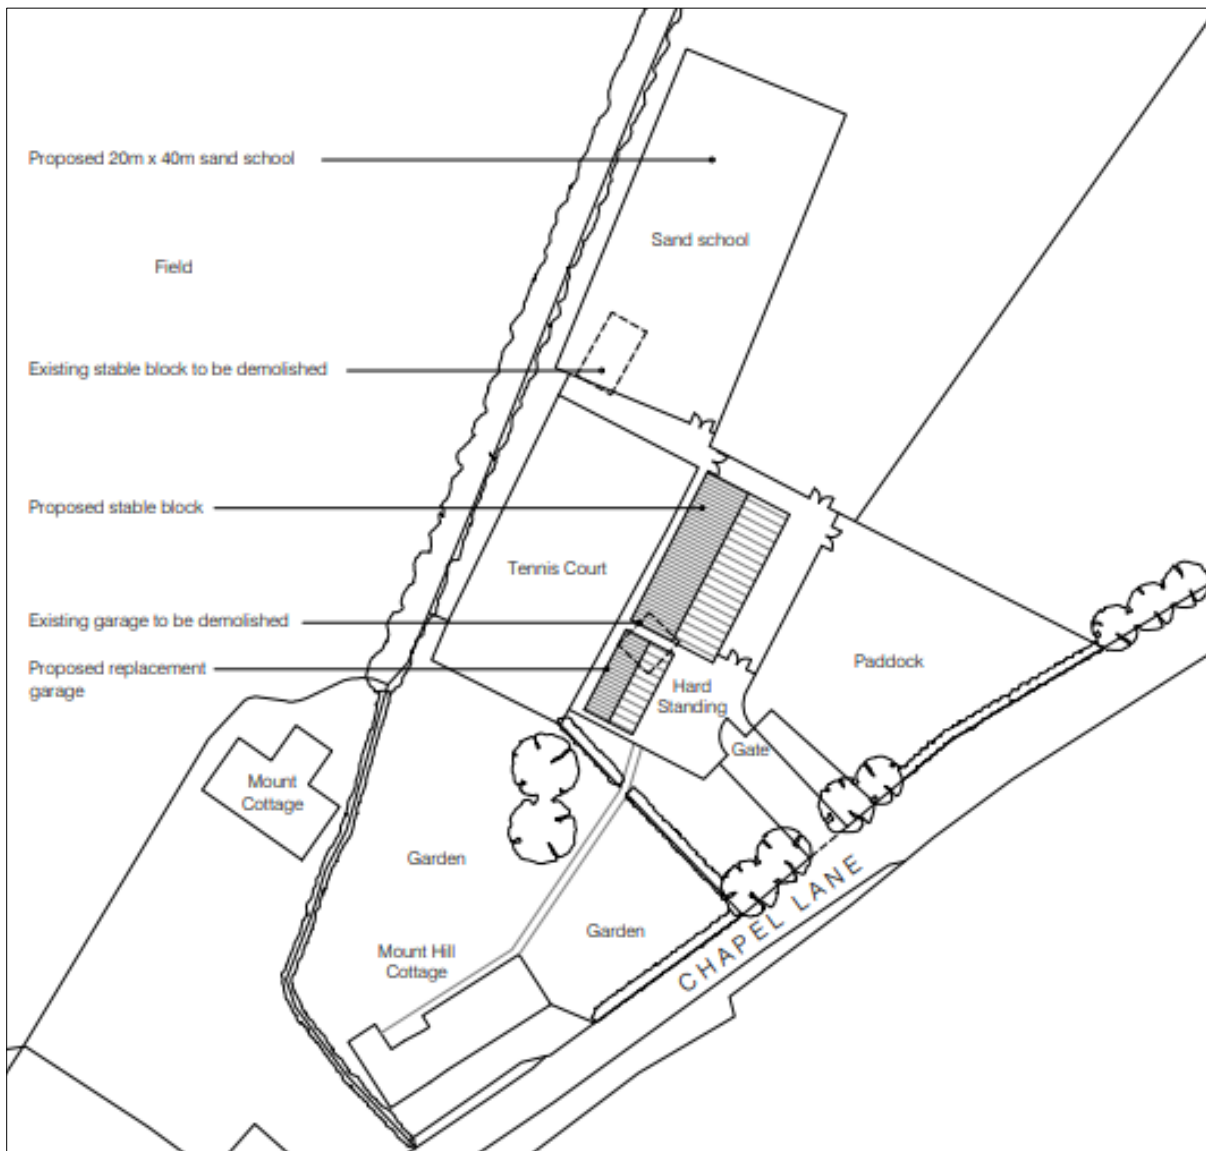 Proposed 20m x 40m sand school
Sand school
Field
Existing stable block to be demolished
Proposed stable block
Tennis Court
Existing garage to be demolished
Proposed replacement
garage
Paddock
Hard
Standing
Gate
Mount
Cottage
Garden
Garden
Mount Hill
Cottage
CHAPEL LANE